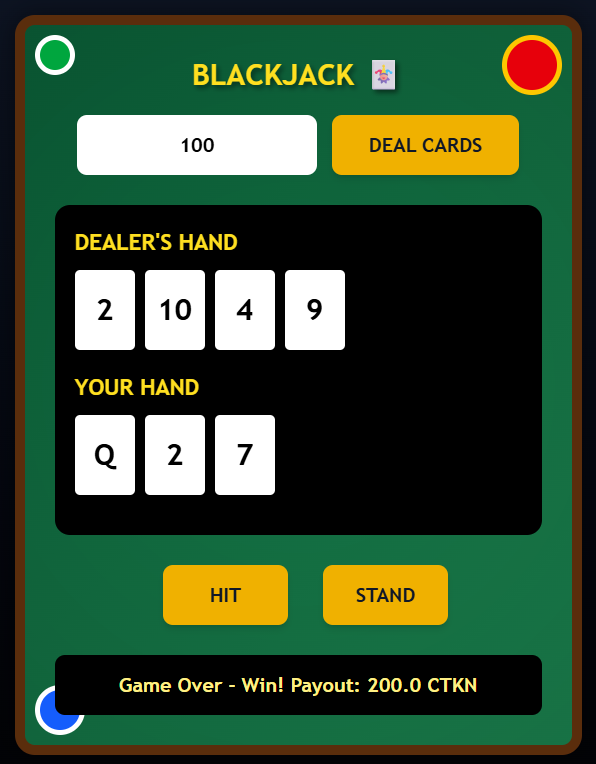 BLACKJACK 🃏
100 DEAL CARDS
DEALER'S HAND
2 10 4 9
YOUR HAND
Q 2 7
HIT STAND
Game Over - Win! Payout: 200.0 CTKN